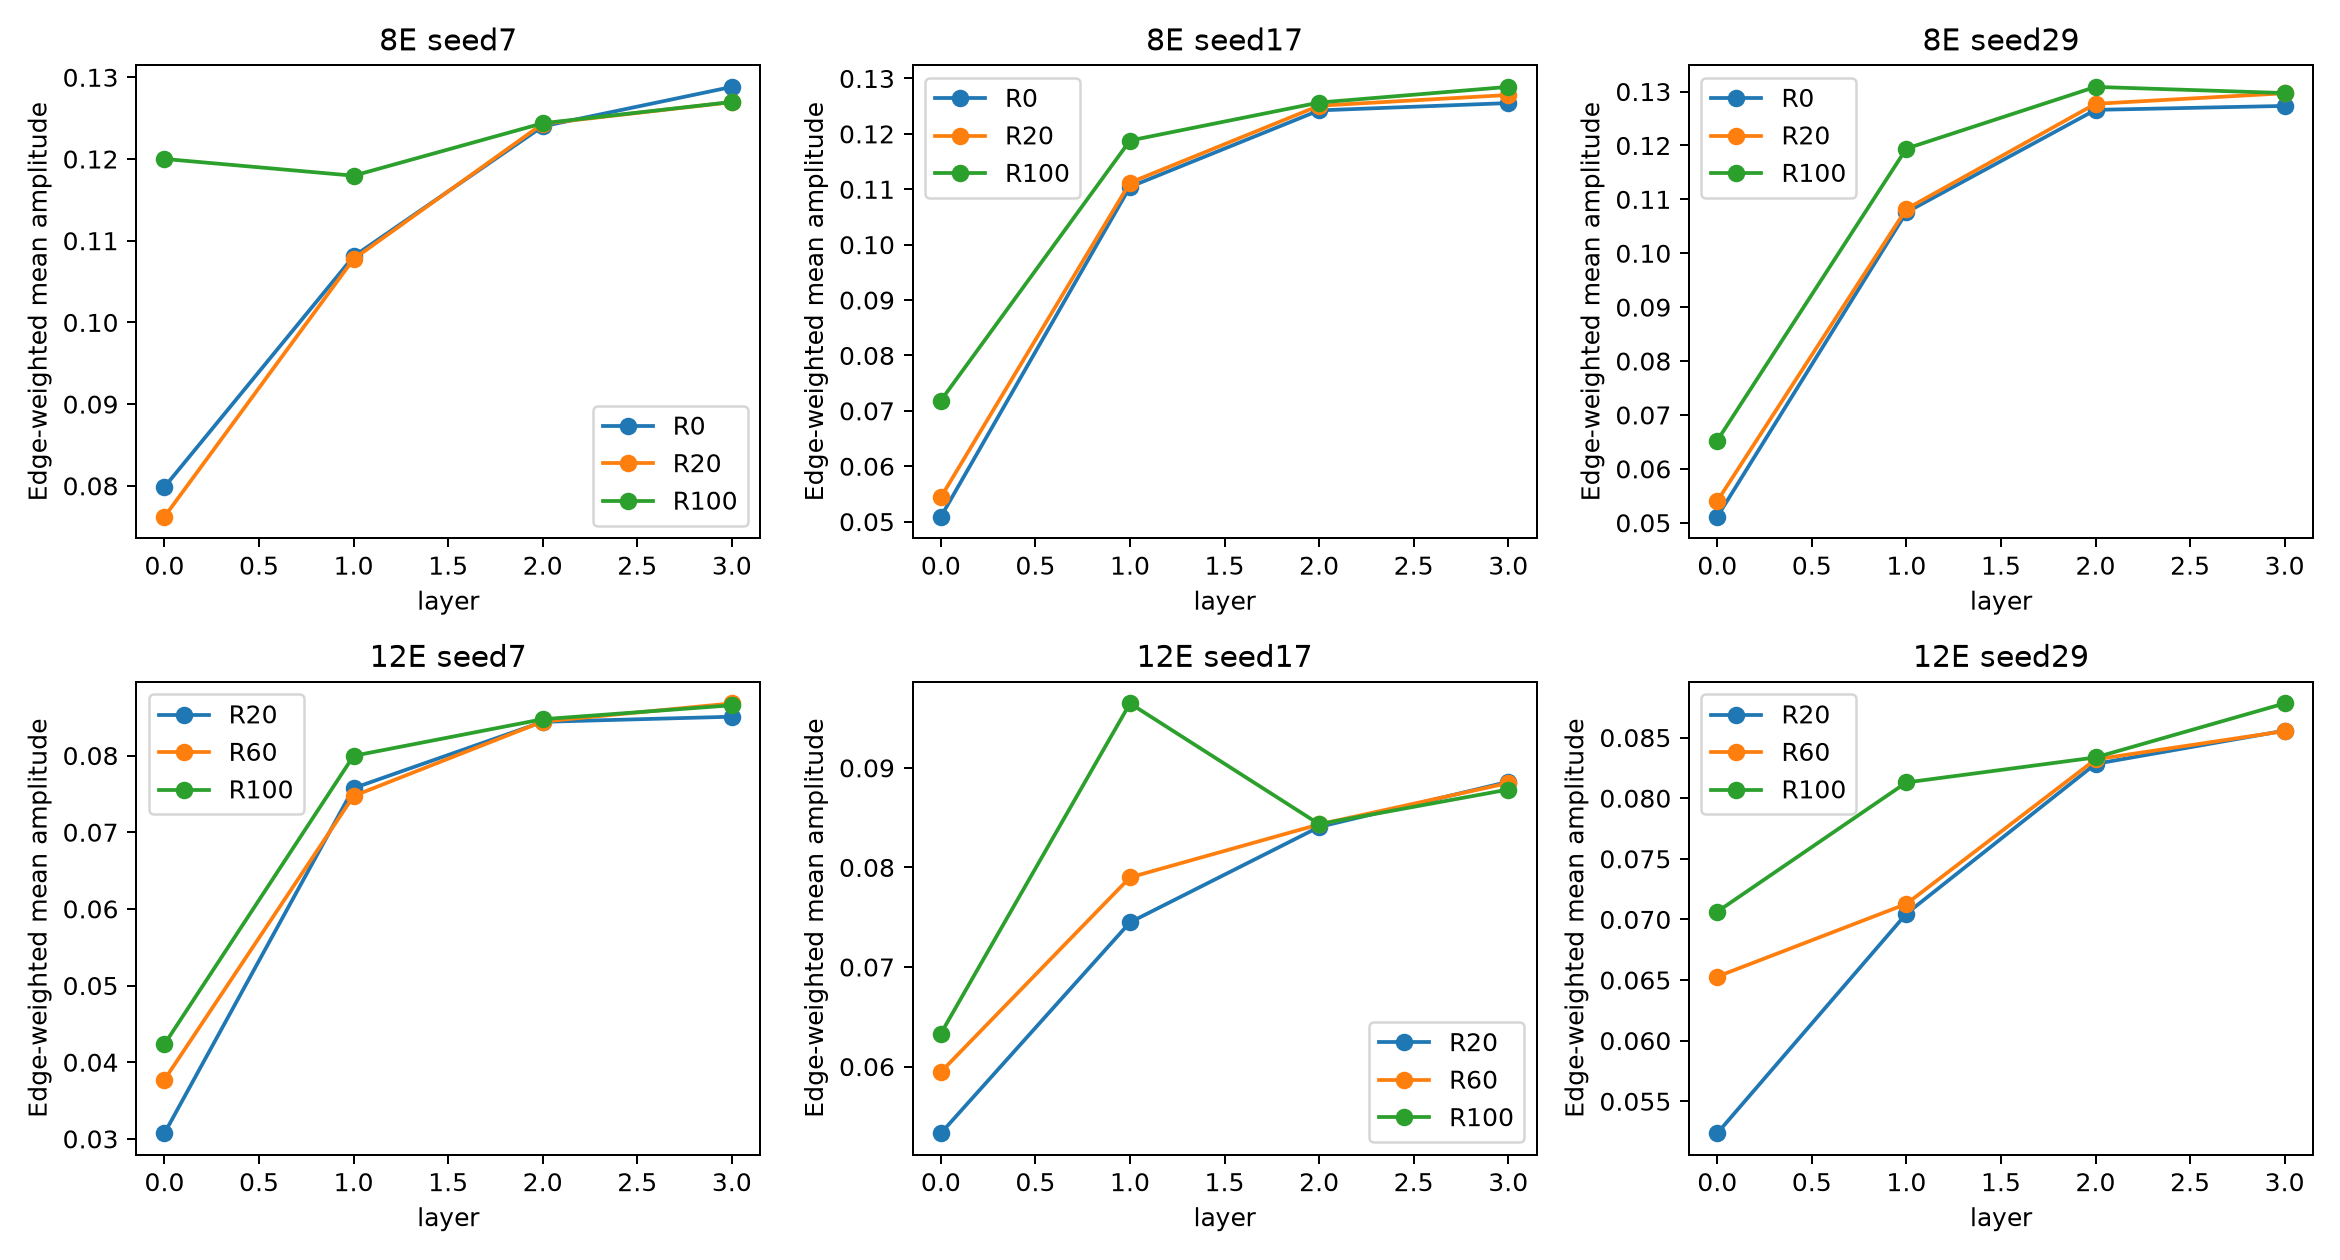 8E seed7
Edge-weighted mean amplitude
0.13
0.12
0.11
0.10
0.09
0.08
R0
R20
R100
0.0 0.5 1.0 1.5 2.0 2.5 3.0
layer
8E seed17
Edge-weighted mean amplitude
0.13
0.12
0.11
0.10
0.09
0.08
0.07
0.06
0.05
R0
R20
R100
0.0 0.5 1.0 1.5 2.0 2.5 3.0
layer
8E seed29
Edge-weighted mean amplitude
0.13
0.12
0.11
0.10
0.09
0.08
0.07
0.06
0.05
R0
R20
R100
0.0 0.5 1.0 1.5 2.0 2.5 3.0
layer
12E seed7
Edge-weighted mean amplitude
0.08
0.07
0.06
0.05
0.04
0.03
R20
R60
R100
0.0 0.5 1.0 1.5 2.0 2.5 3.0
layer
12E seed17
Edge-weighted mean amplitude
0.09
0.08
0.07
0.06
R20
R60
R100
0.0 0.5 1.0 1.5 2.0 2.5 3.0
layer
12E seed29
Edge-weighted mean amplitude
0.085
0.080
0.075
0.070
0.065
0.060
0.055
R20
R60
R100
0.0 0.5 1.0 1.5 2.0 2.5 3.0
layer